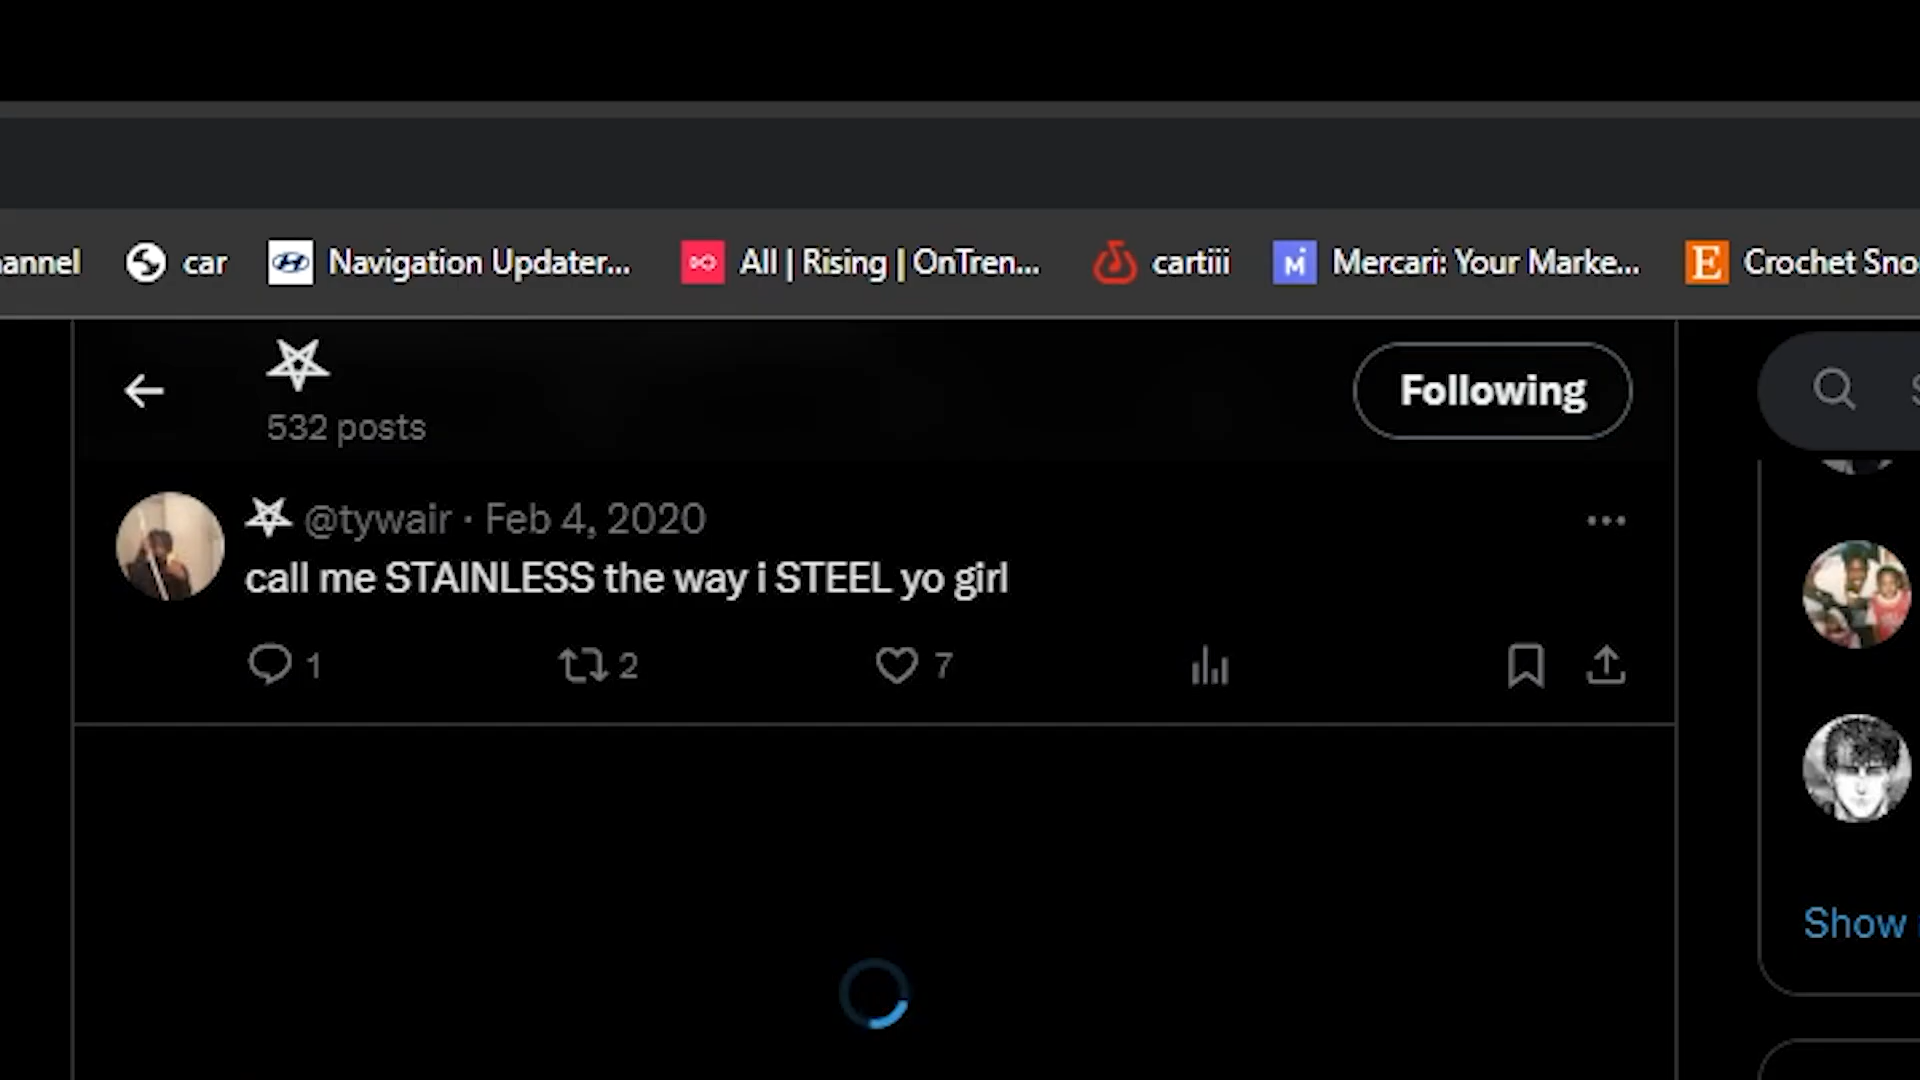 annel car Navigation Updater... All | Rising | OnTren... cartiii Mercari: Your Marke... Crochet Sno
532 posts
Following
@tywair · Feb 4, 2020
call me STAINLESS the way i STEEL yo girl
1 2 7
Show